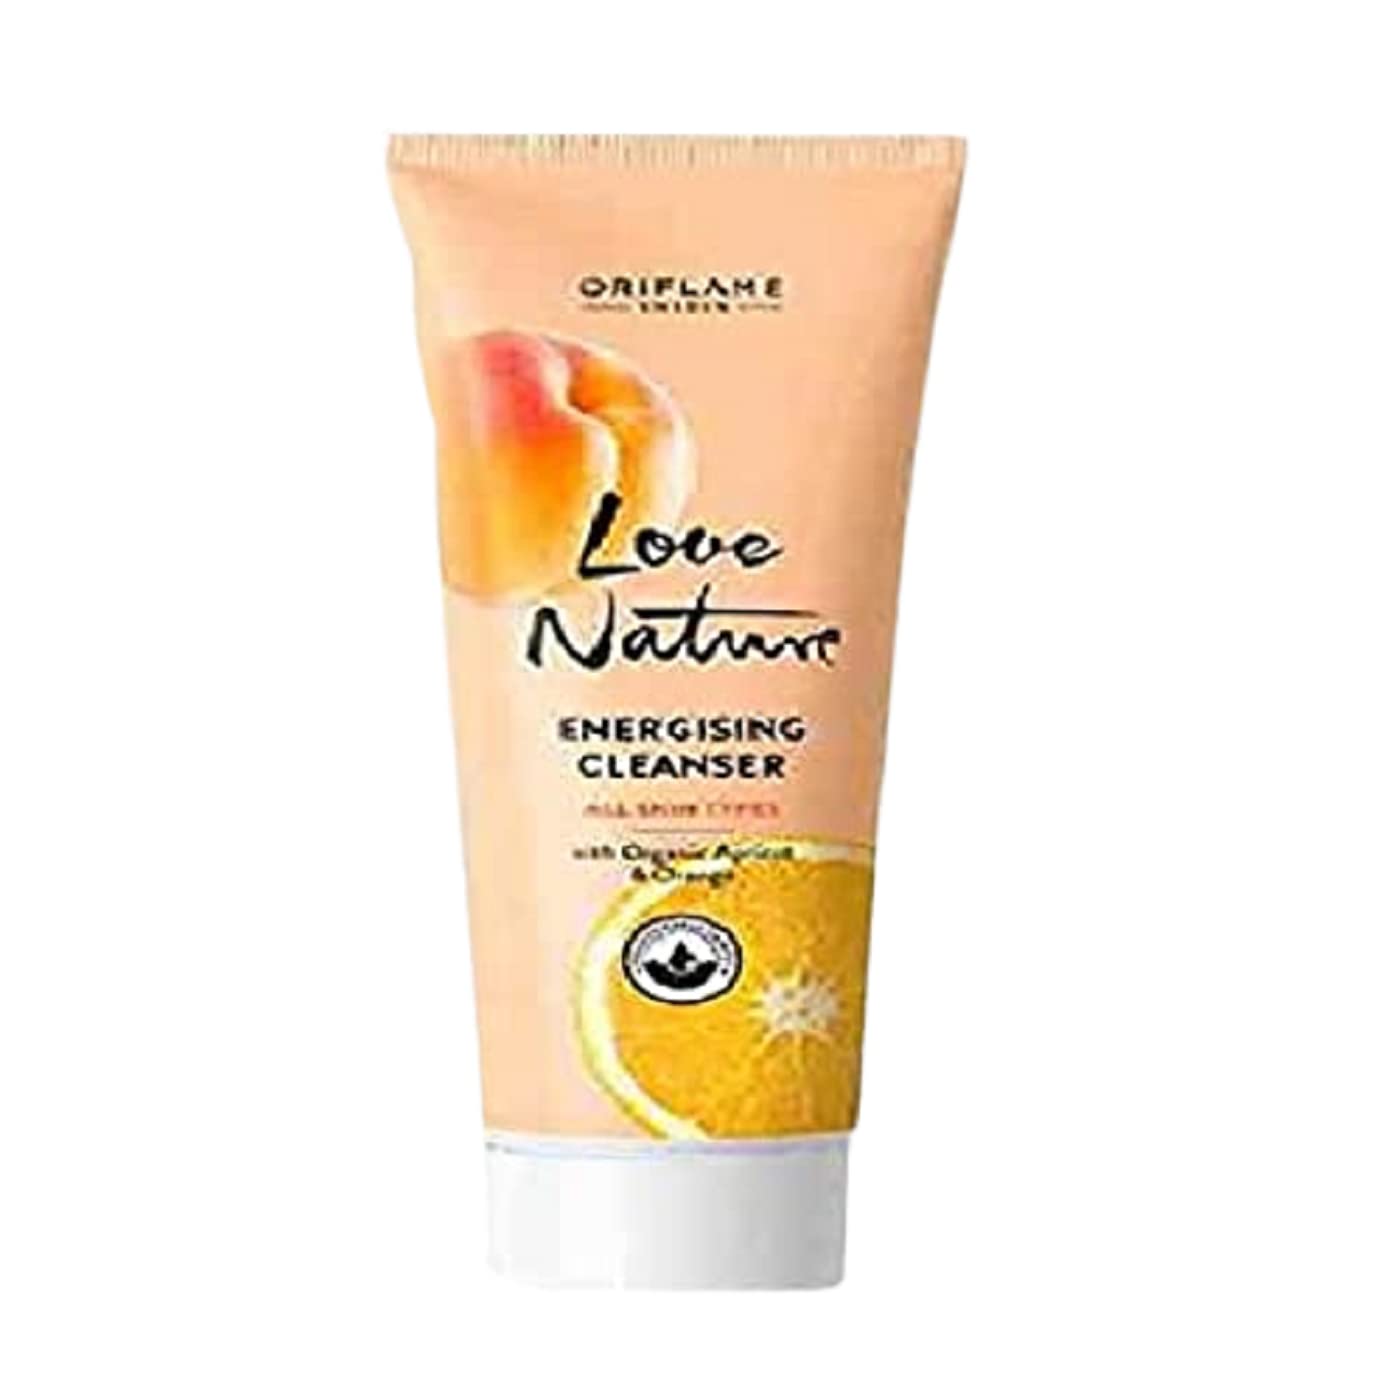 ORIFLAME
SWEDEN
Love
Nature
ENERGISING
CLEANSER
ALL SKIN TYPES
with Organic Apricot
& Orange